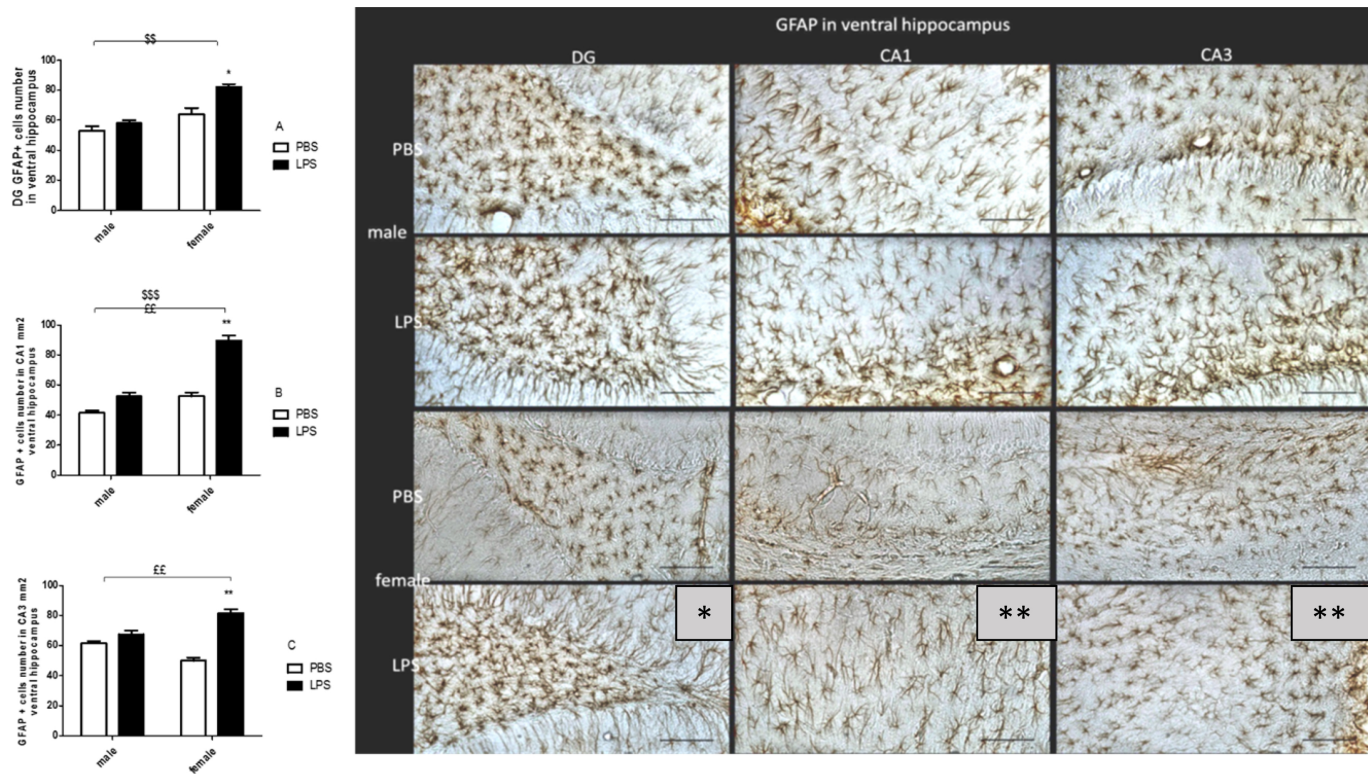 $$
100
80
60
40
20
0
DG GFAP+ cells number
in ventral hippocampus
*
male
female
A
PBS
LPS
$$$
££
100
80
60
40
20
0
GFAP + cells number in CA1 mm2
ventral hippocampus
**
male
female
B
PBS
LPS
££
100
80
60
40
20
0
GFAP + cells number in CA3 mm2
ventral hippocampus
**
male
female
C
PBS
LPS
GFAP in ventral hippocampus
DG CA1 CA3
PBS
male
LPS
PBS
female
* ** **
LPS